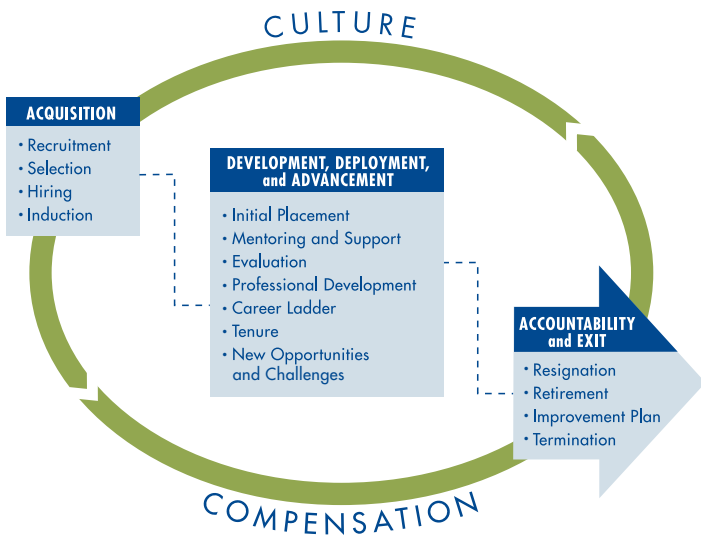 CULTURE
ACQUISITION
• Recruitment
• Selection
• Hiring
• Induction
DEVELOPMENT, DEPLOYMENT,
and ADVANCEMENT
• Initial Placement
• Mentoring and Support
• Evaluation
• Professional Development
• Career Ladder
• Tenure
• New Opportunities
and Challenges
ACCOUNTABILITY
and EXIT
• Resignation
• Retirement
• Improvement Plan
• Termination
COMPENSATION